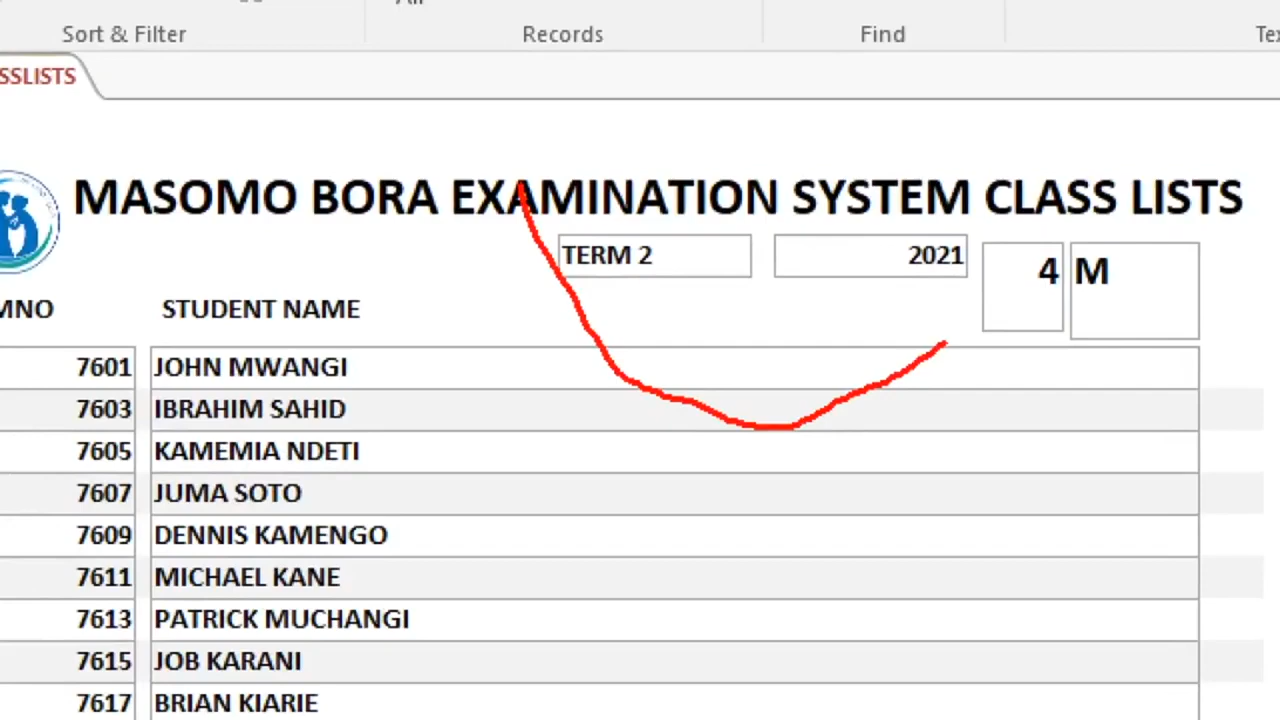 Sort & Filter Records Find
SSLISTS
MASOMO BORA EXAMINATION SYSTEM CLASS LISTS
TERM 2 2021 4 M
MNO STUDENT NAME
7601 JOHN MWANGI
7603 IBRAHIM SAHID
7605 KAMEMIA NDETI
7607 JUMA SOTO
7609 DENNIS KAMENGO
7611 MICHAEL KANE
7613 PATRICK MUCHANGI
7615 JOB KARANI
7617 BRIAN KIARIE